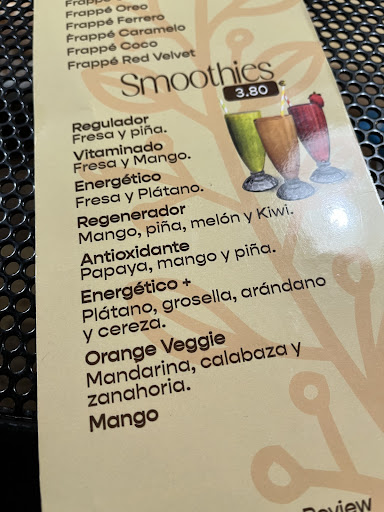 Frappé Oreo
Frappé Ferrero
Frappé Caramelo
Frappé Coco
Frappé Red Velvet
Smoothies
3.80 €
Regulador
Fresa y piña.
Vitaminado
Fresa y Mango.
Energético
Fresa y Plátano.
Regenerador
Mango, piña, melón y Kiwi.
Antioxidante
Papaya, mango y piña.
Energético +
Plátano, grosella, arándano
y cereza.
Orange Veggie
Mandarina, calabaza y
zanahoria.
Mango
Review